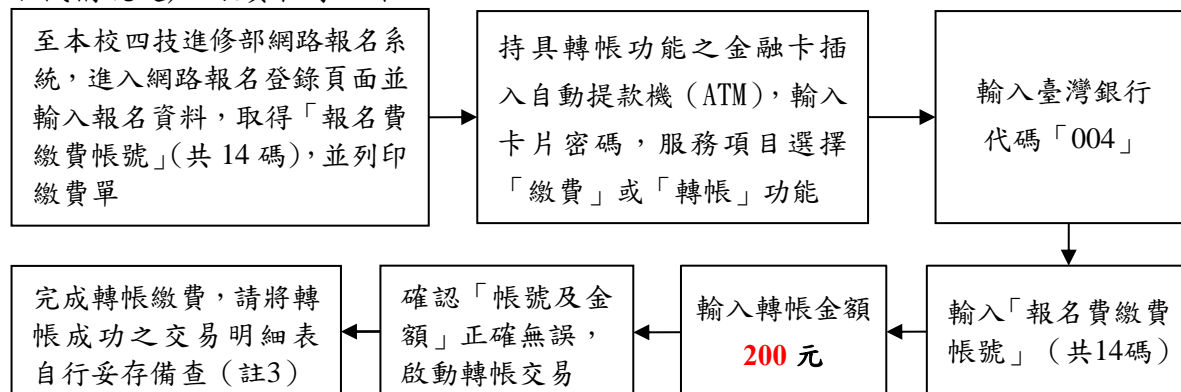 至本校四技進修部網路報名系
統，進入網路報名登錄頁面並
輸入報名資料，取得「報名費
繳費帳號」(共 14 碼)，並列印
繳費單
持具轉帳功能之金融卡插
入自動提款機（ATM），輸入
卡片密碼，服務項目選擇
「繳費」或「轉帳」功能
輸入臺灣銀行
代碼「004」
輸入「報名費繳費
帳號」（共14碼）
輸入轉帳金額
200 元
確認「帳號及金
額」正確無誤，
啟動轉帳交易
完成轉帳繳費，請將轉
帳成功之交易明細表
自行妥存備查（註3）